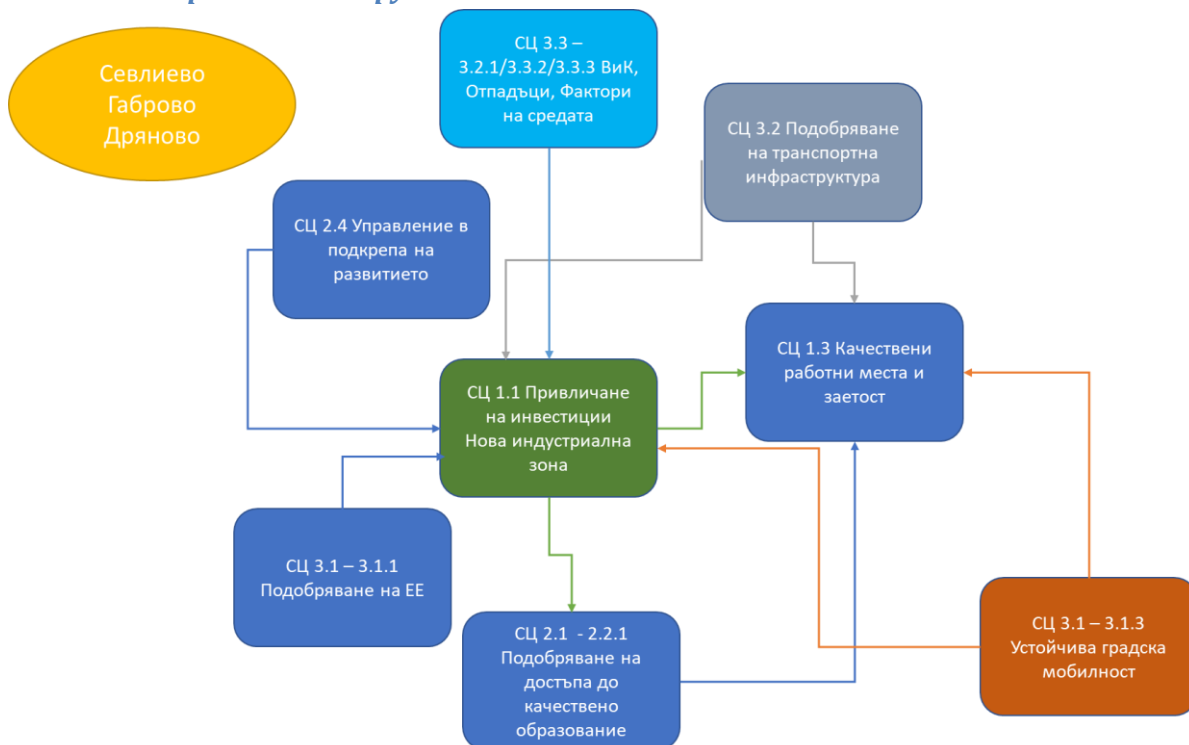 Севлиево
Габрово
Дряново
СЦ 3.3 –
3.2.1/3.3.2/3.3.3 ВиК,
Отпадъци, Фактори
на средата
СЦ 3.2 Подобряване
на транспортна
инфраструктура
СЦ 2.4 Управление в
подкрепа на
развитието
СЦ 1.3 Качествени
работни места и
заетост
СЦ 1.1 Привличане
на инвестиции
Нова индустриална
зона
СЦ 3.1 – 3.1.1
Подобряване на ЕЕ
СЦ 2.1 - 2.2.1
Подобряване на
достъпа до
качествено
образование
СЦ 3.1 – 3.1.3
Устойчива градска
мобилност